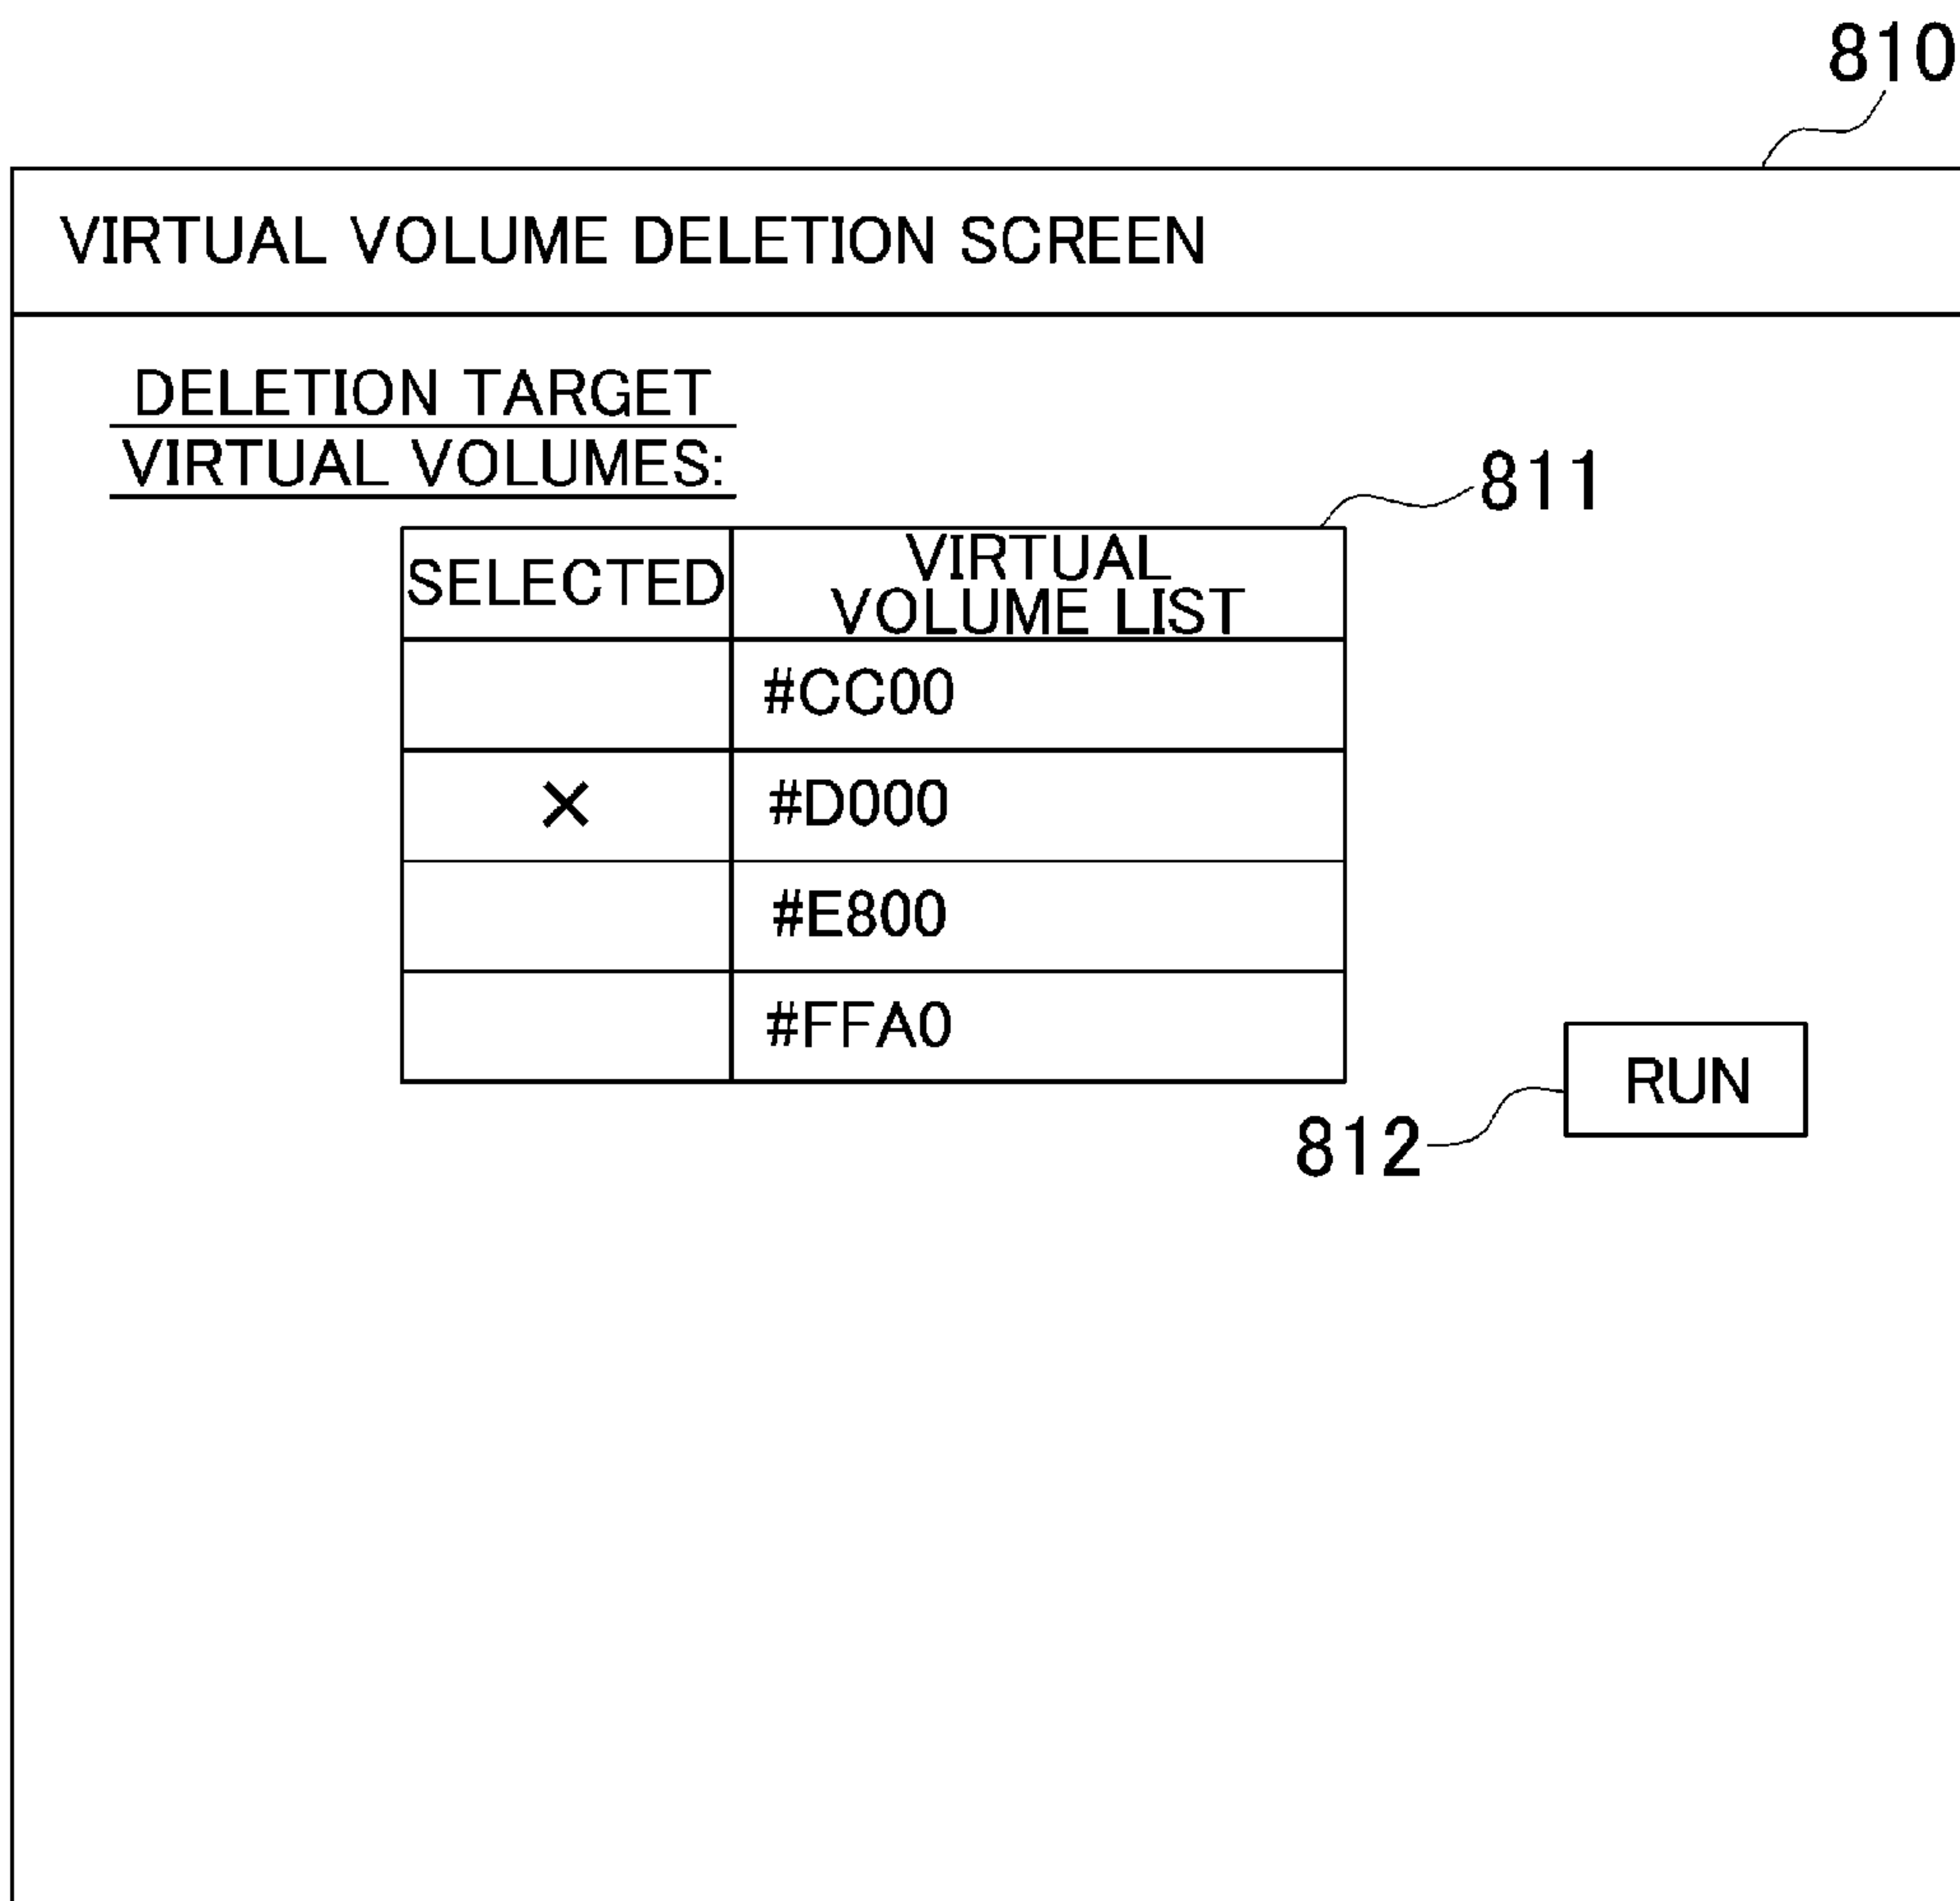 810
VIRTUAL VOLUME DELETION SCREEN
DELETION TARGET
VIRTUAL VOLUMES:
811
SELECTED
VIRTUAL
VOLUME LIST
#CC00
× #D000
#E800
#FFA0
RUN
812